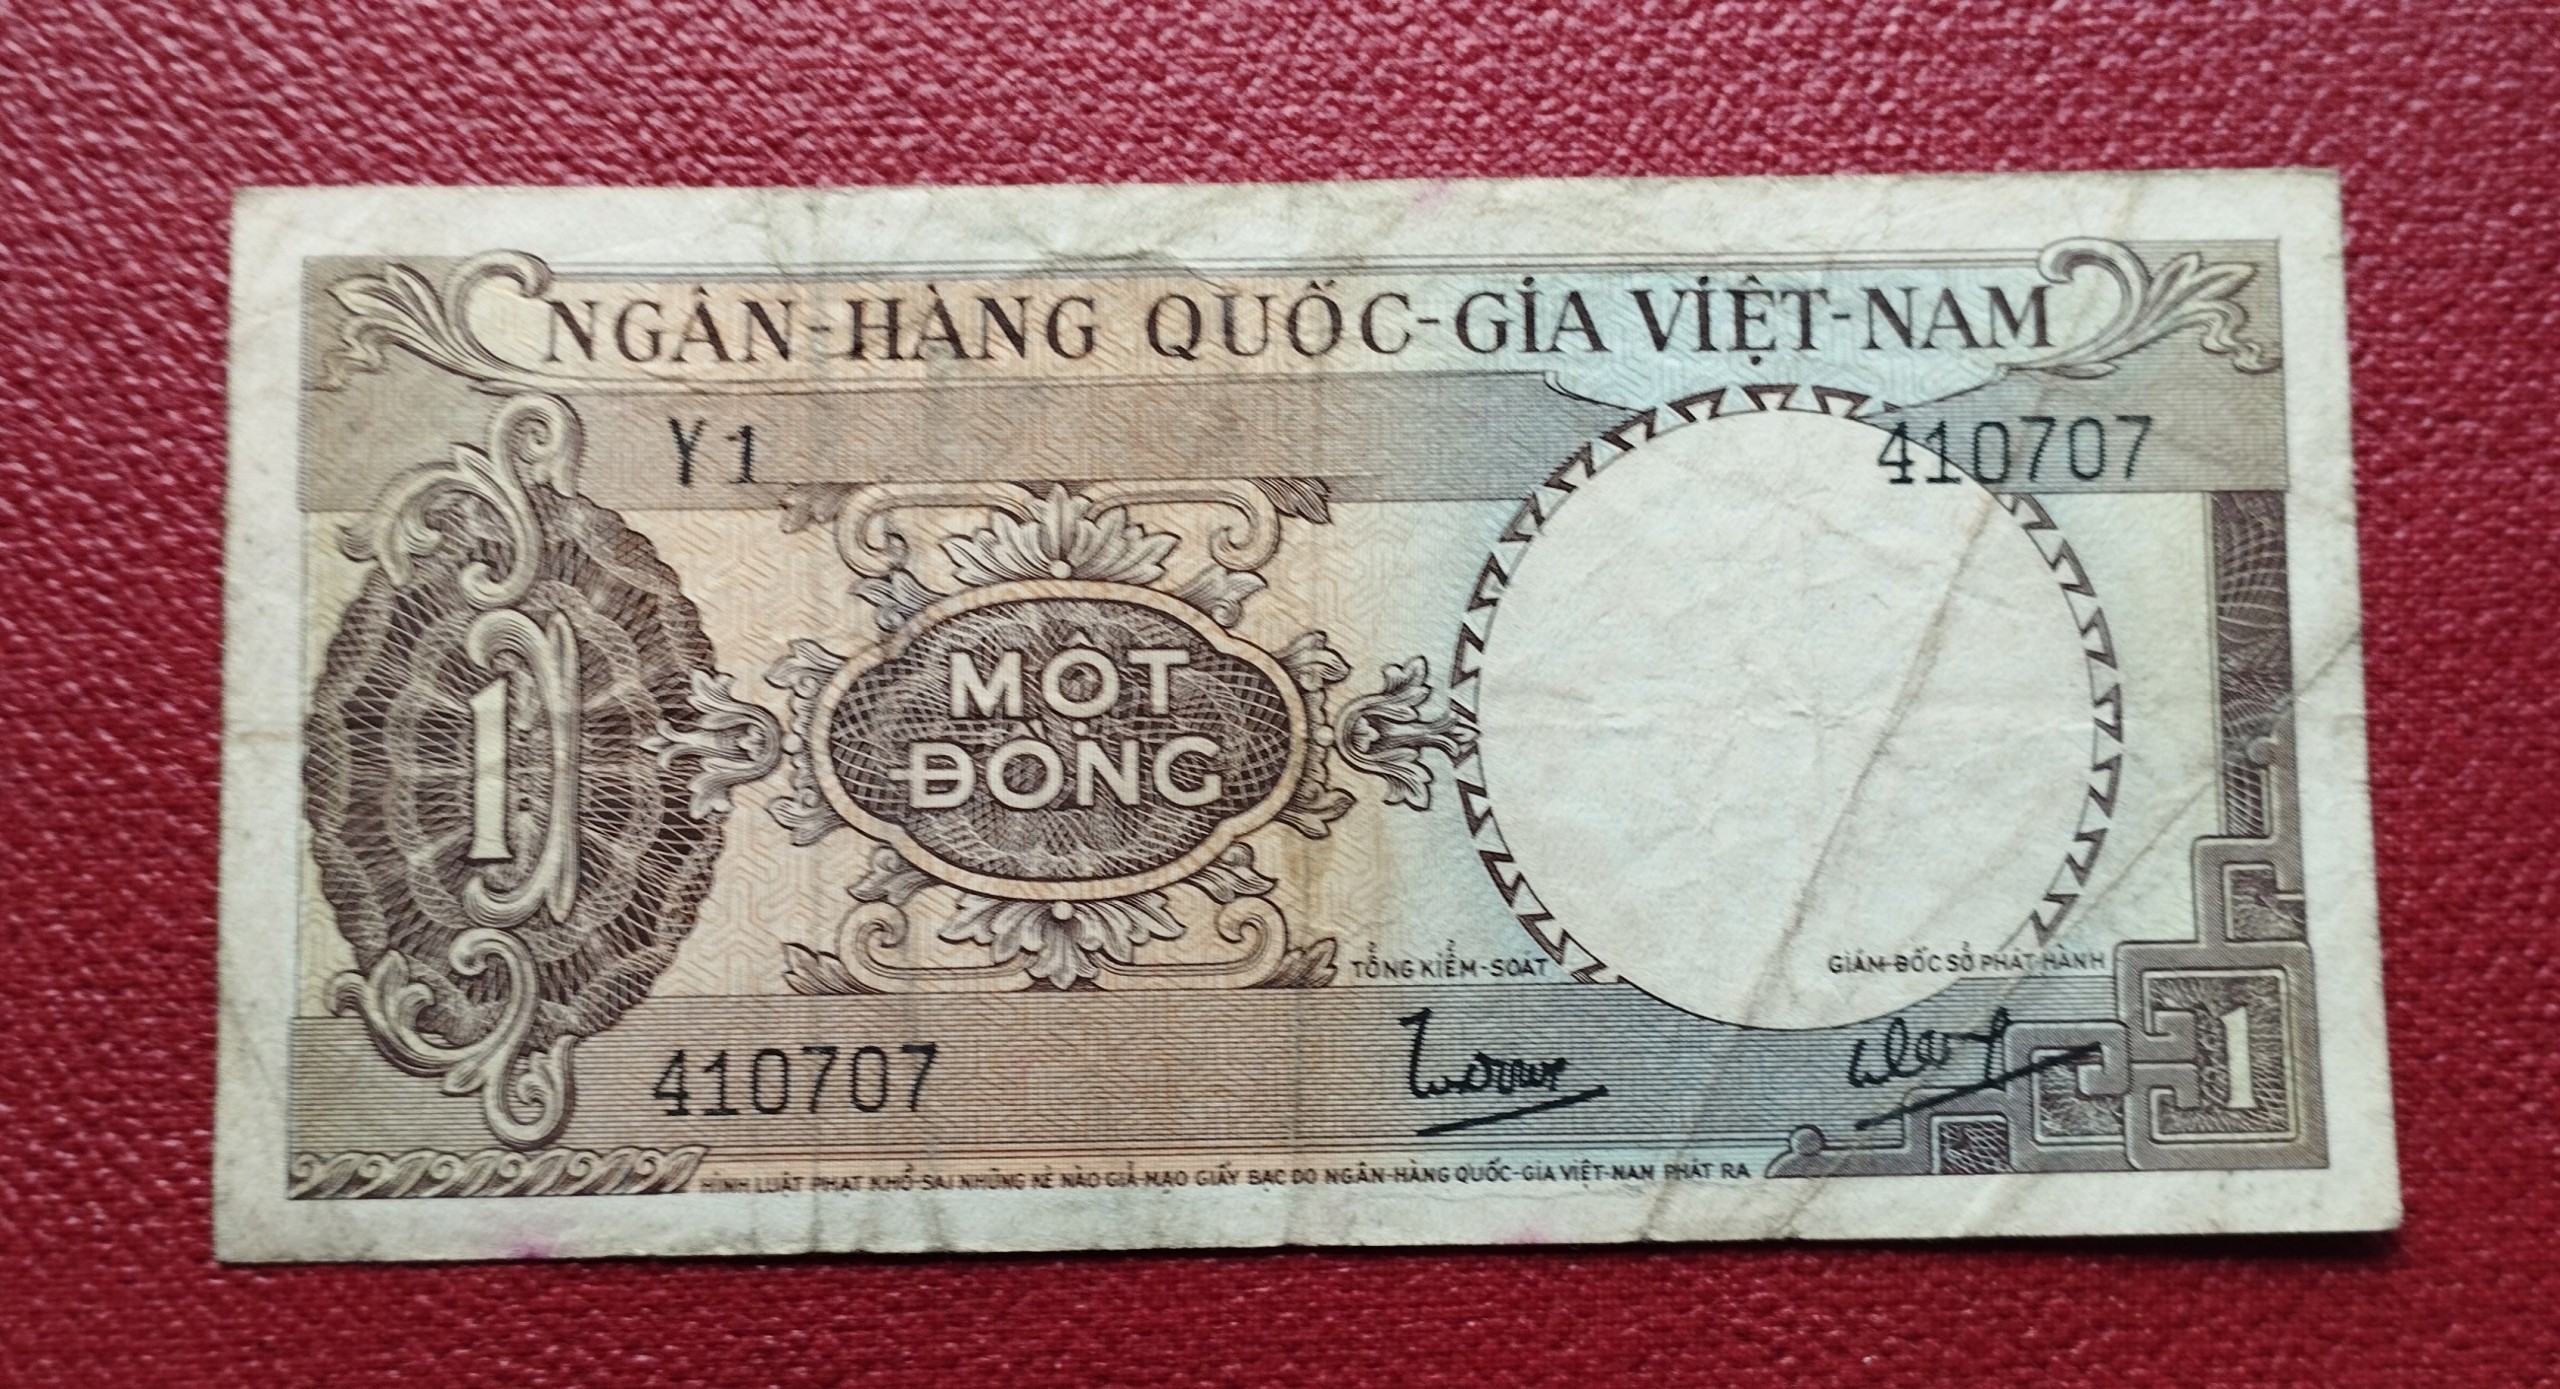 NGÂN-HÀNG QUỐC-GIA VIỆT-NAM
Y1 410707
1
MỘT
ĐỒNG
TỔNG KIỂM-SOÁT GIÁM-ĐỐC SỞ PHÁT-HÀNH
410707
1
HÌNH LUẬT PHẠT KHỔ-SAI NHỮNG KẺ NÀO GIẢ-MẠO GIẤY BẠC DO NGÂN-HÀNG QUỐC-GIA VIỆT-NAM PHÁT RA